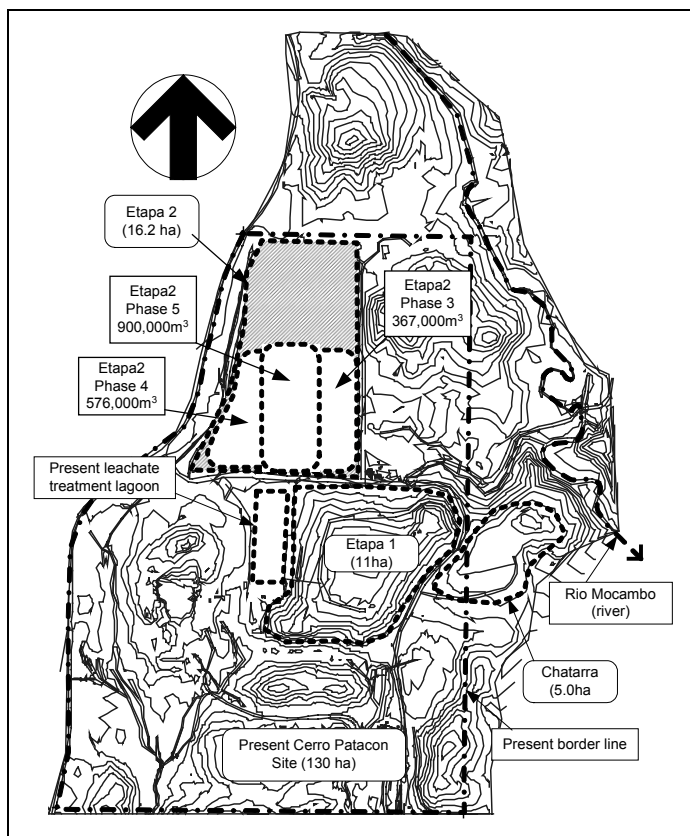 Etapa 2
(16.2 ha)
Etapa2
Phase 5
900,000m³
Etapa2
Phase 3
367,000m³
Etapa2
Phase 4
576,000m³
Present leachate
treatment lagoon
Etapa 1
(11ha)
Rio Mocambo
(river)
Chatarra
(5.0ha
Present Cerro Patacon
Site (130 ha)
Present border line